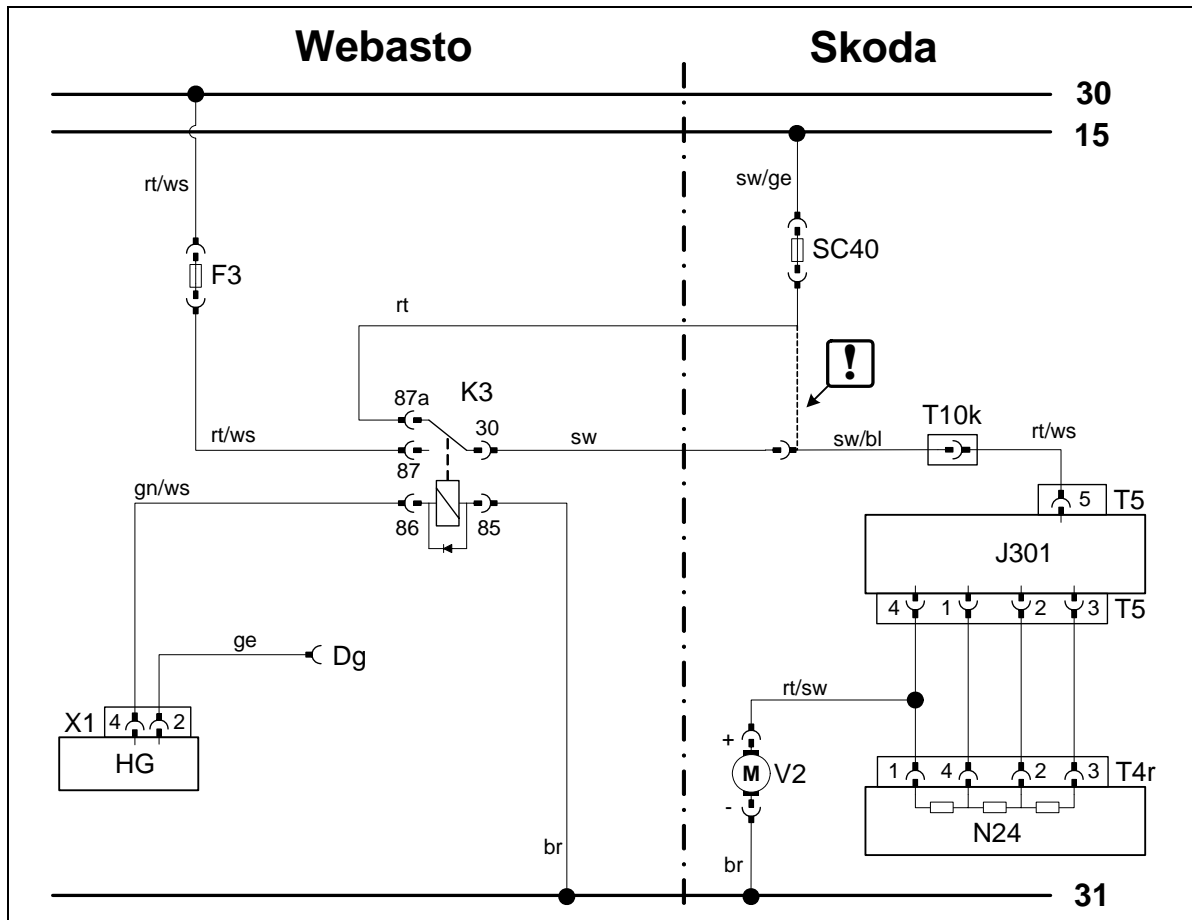 Webasto Skoda
30
15
rt/ws sw/ge
F3 SC40
rt
!
87a K3
30 T10k
rt/ws sw sw/bl rt/ws
87
gn/ws
86 85 5 T5
J301
4 1 2 3 T5
ge Dg
rt/sw
X1 4 2
HG
+
M V2
-
1 4 2 3 T4r
N24
br br
31